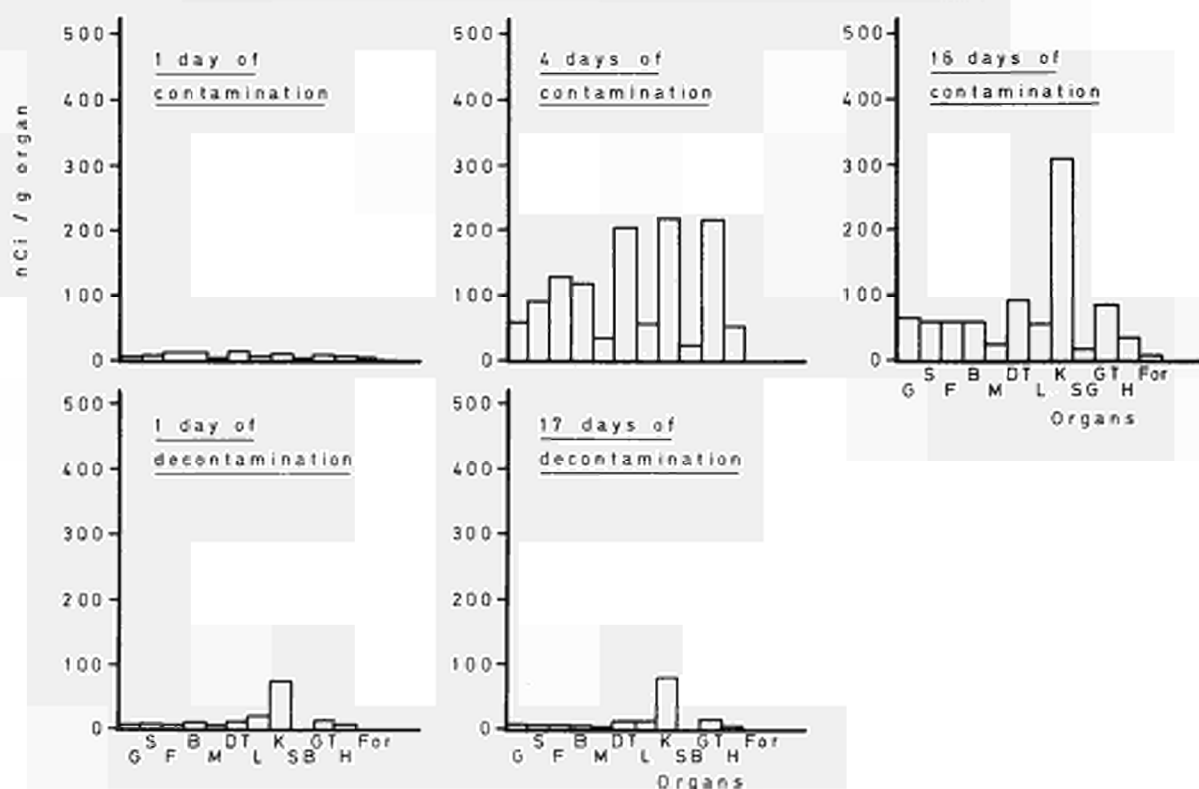 nCi / g organ
500
400
300
200
100
0
1 day of
contamination
500
400
300
200
100
0
4 days of
contamination
500
400
300
200
100
0
16 days of
contamination
G S F B M DT L K SG GT H For
Organs
500
400
300
200
100
0
1 day of
decontamination
G S F B M DT L K SB GT H For
500
400
300
200
100
0
17 days of
decontamination
G S F B M DT L K SB GT H For
Organs